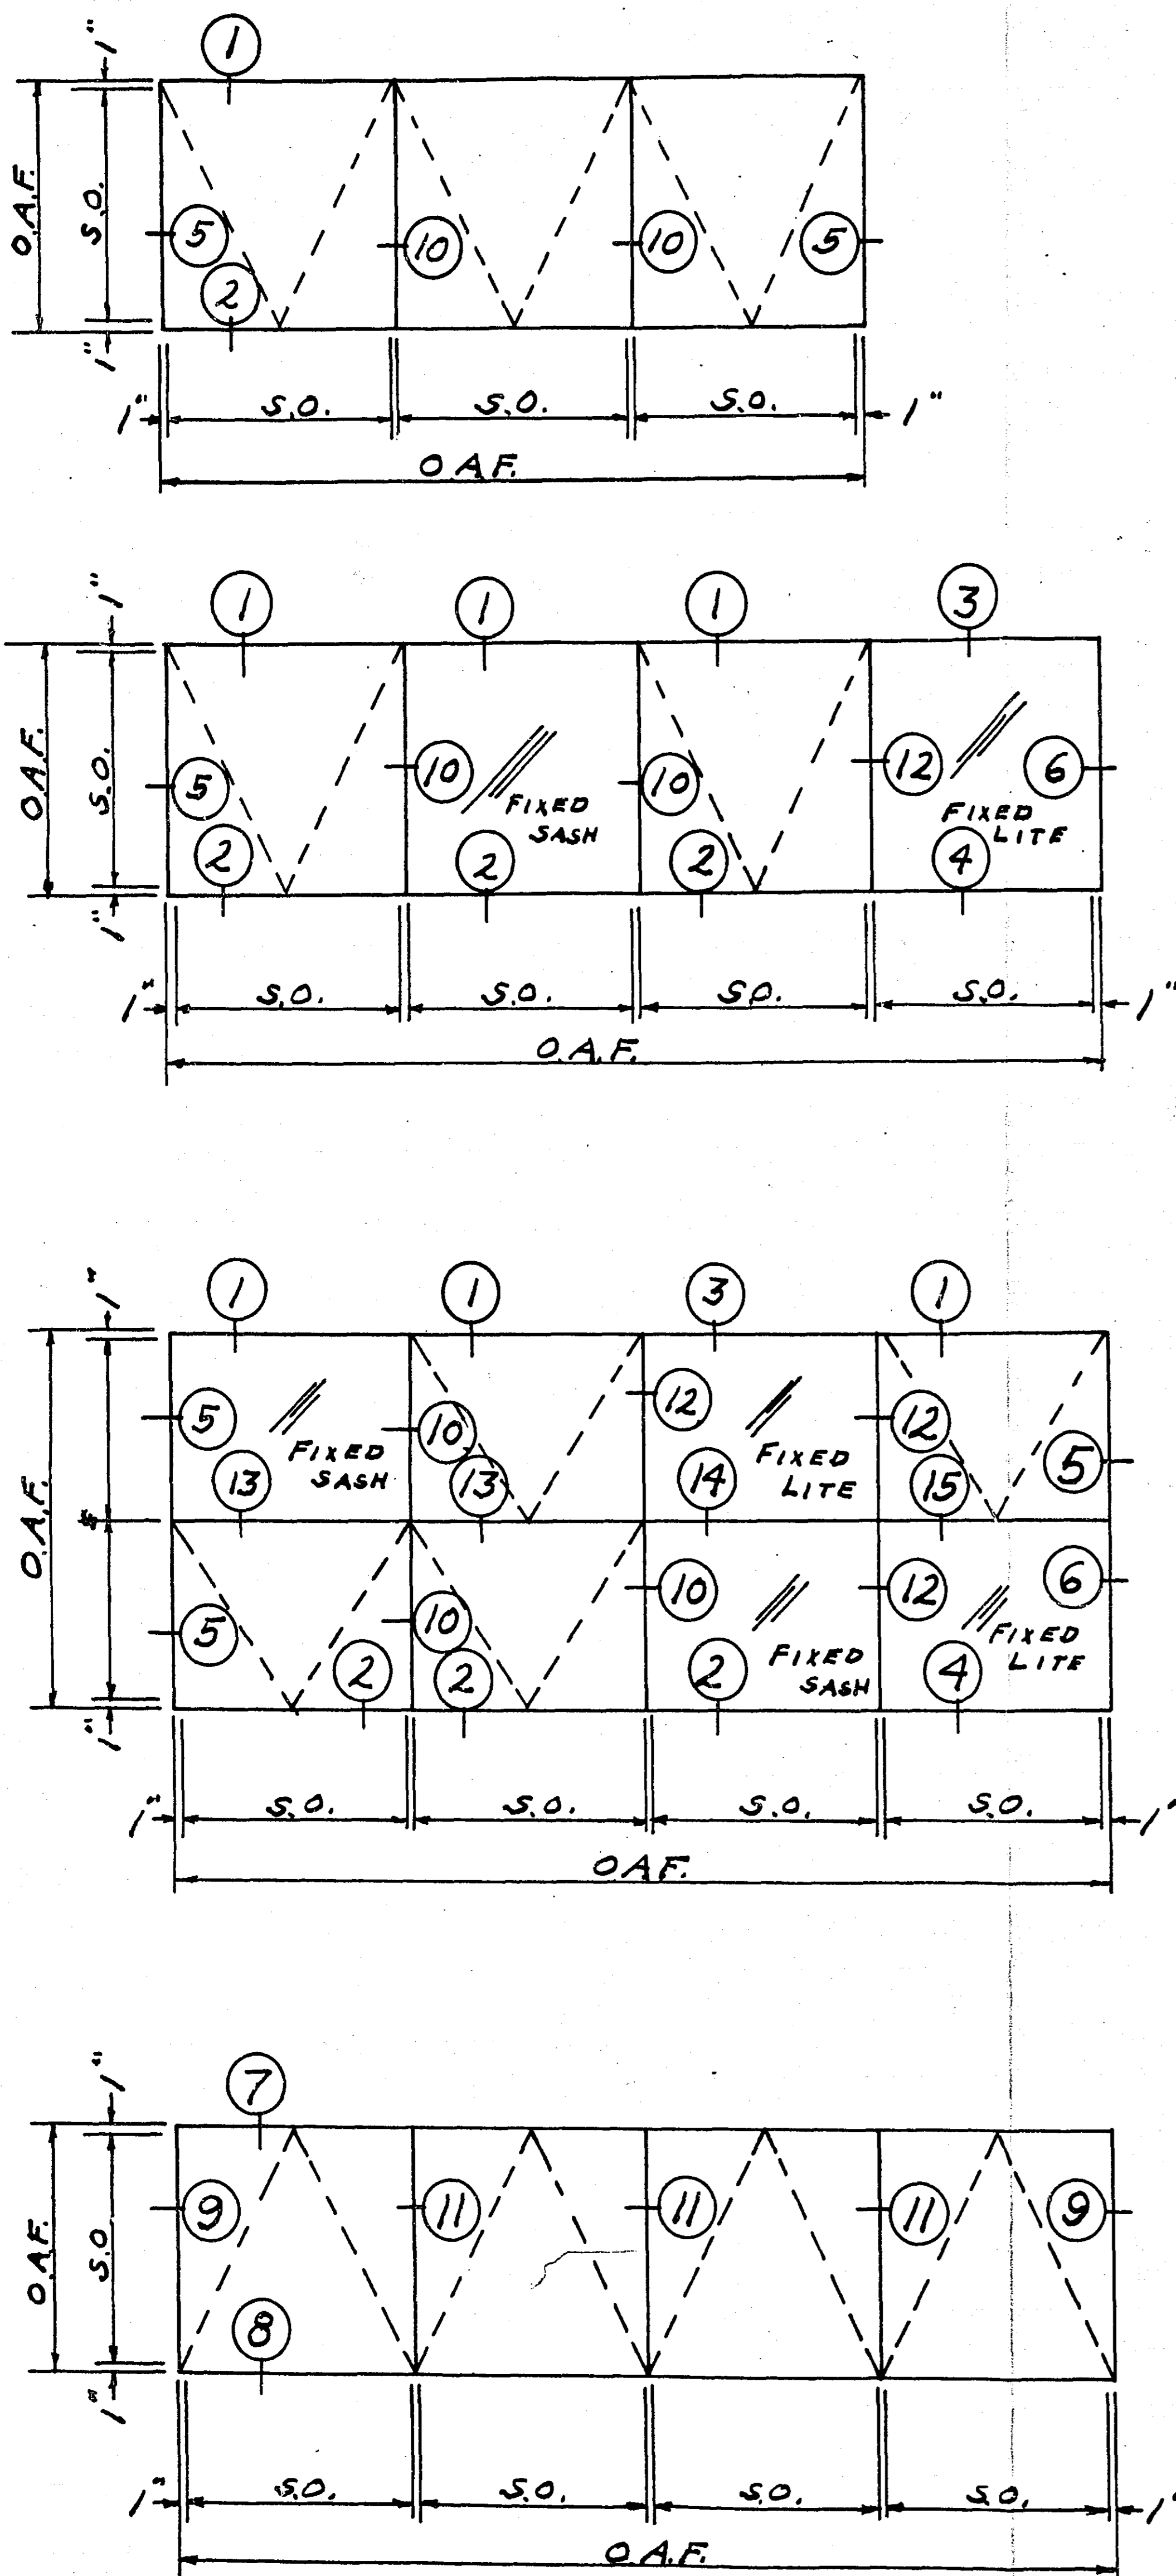 1
1"
O.A.F.
S.O.
5
10
10
5
2
1"
1" S.O. S.O. S.O. 1"
O.A.F.
1 1 1 3
1"
O.A.F.
S.O.
5 10 10 12 6
FIXED
SASH
FIXED
LITE
2 2 2 4
1"
1" S.O. S.O. S.O. S.O. 1"
O.A.F.
1 1 3 1
1"
O.A.F.
5 10 12 12 5
FIXED
SASH
FIXED
LITE
13 13 14 15
5 10 10 12 6
FIXED
SASH
FIXED
LITE
2 2 2 4
1"
1" S.O. S.O. S.O. S.O. 1"
O.A.F.
7
1"
O.A.F.
S.O
9 11 11 11 9
8
1"
1" S.O. S.O. S.O. S.O. 1"
O.A.F.